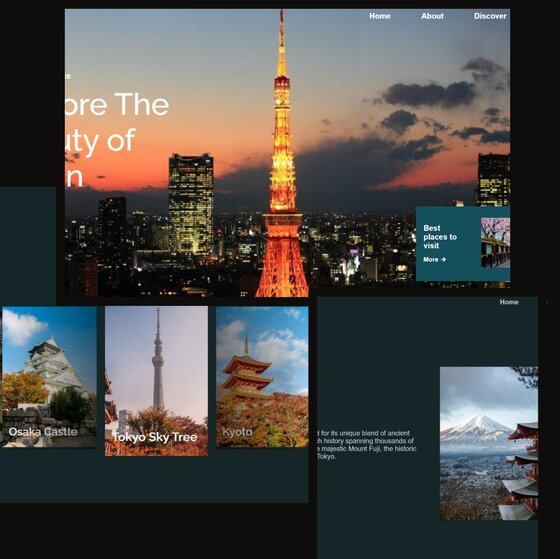 Home About Discover
ce
ore The
uty of
n
Best
places to
visit
More →
Osaka Castle
Tokyo Sky Tree
Kyoto
Home
d for its unique blend of ancient
h history spanning thousands of
e majestic Mount Fuji, the historic
Tokyo.